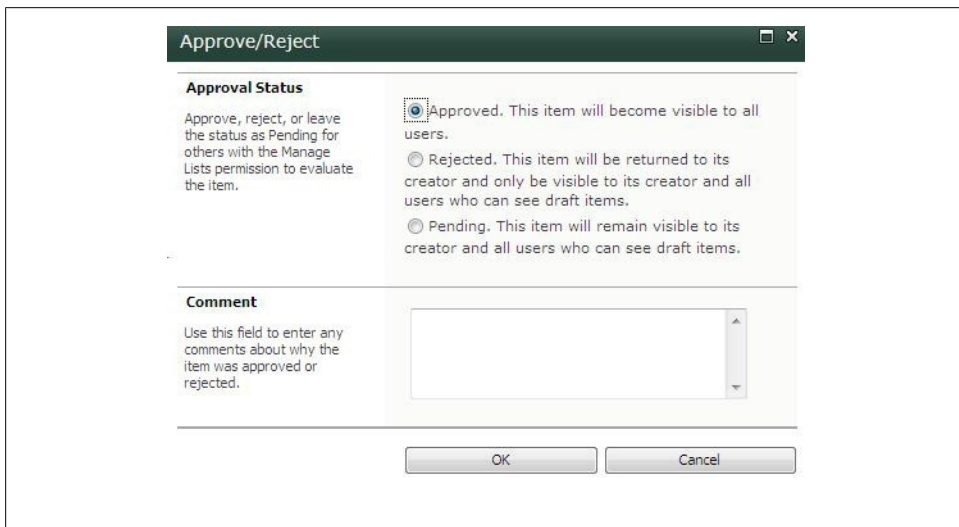 Approve/Reject
Approval Status
Approve, reject, or leave
the status as Pending for
others with the Manage
Lists permission to evaluate
the item.
Approved. This item will become visible to all
users.
Rejected. This item will be returned to its
creator and only be visible to its creator and all
users who can see draft items.
Pending. This item will remain visible to its
creator and all users who can see draft items.
Comment
Use this field to enter any
comments about why the
item was approved or
rejected.
OK
Cancel